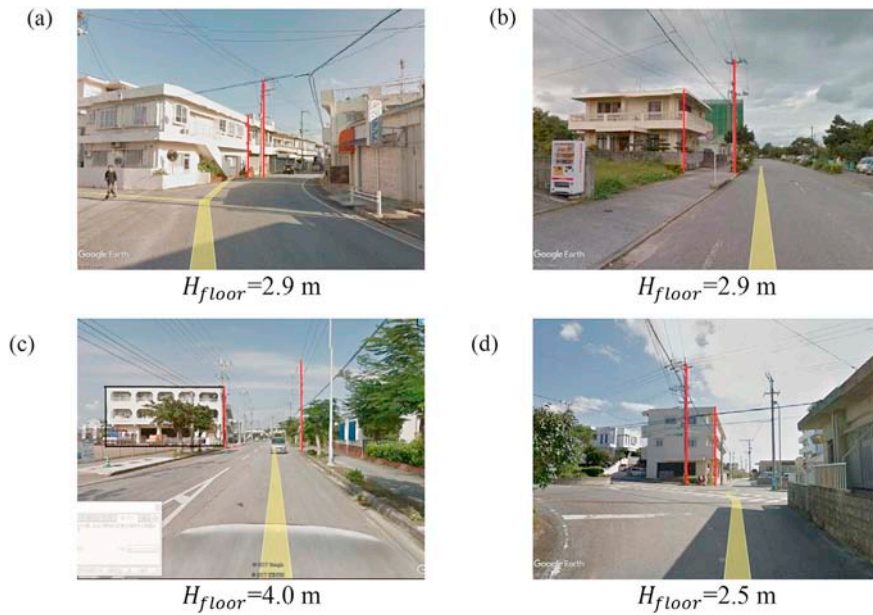 (a)
(b)
Google Earth
Google Earth
H_floor=2.9 m
H_floor=2.9 m
(c)
(d)
Google Earth
H_floor=4.0 m
H_floor=2.5 m